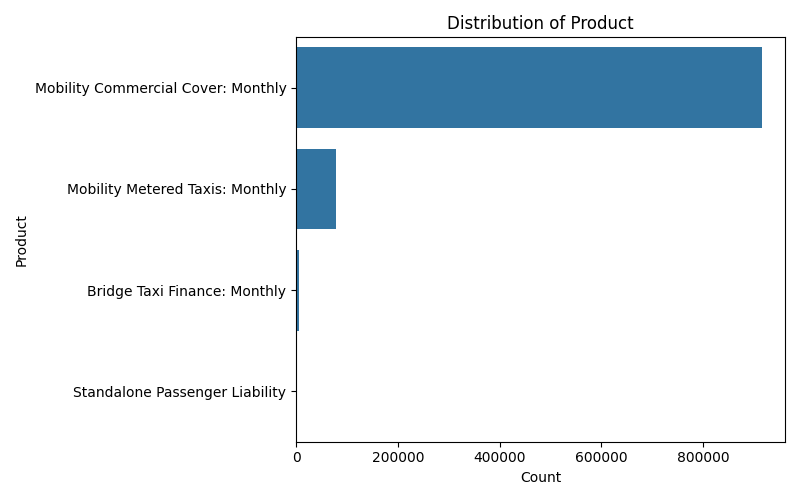 Distribution of Product
Mobility Commercial Cover: Monthly
Mobility Metered Taxis: Monthly
Bridge Taxi Finance: Monthly
Standalone Passenger Liability
Product
0 200000 400000 600000 800000
Count